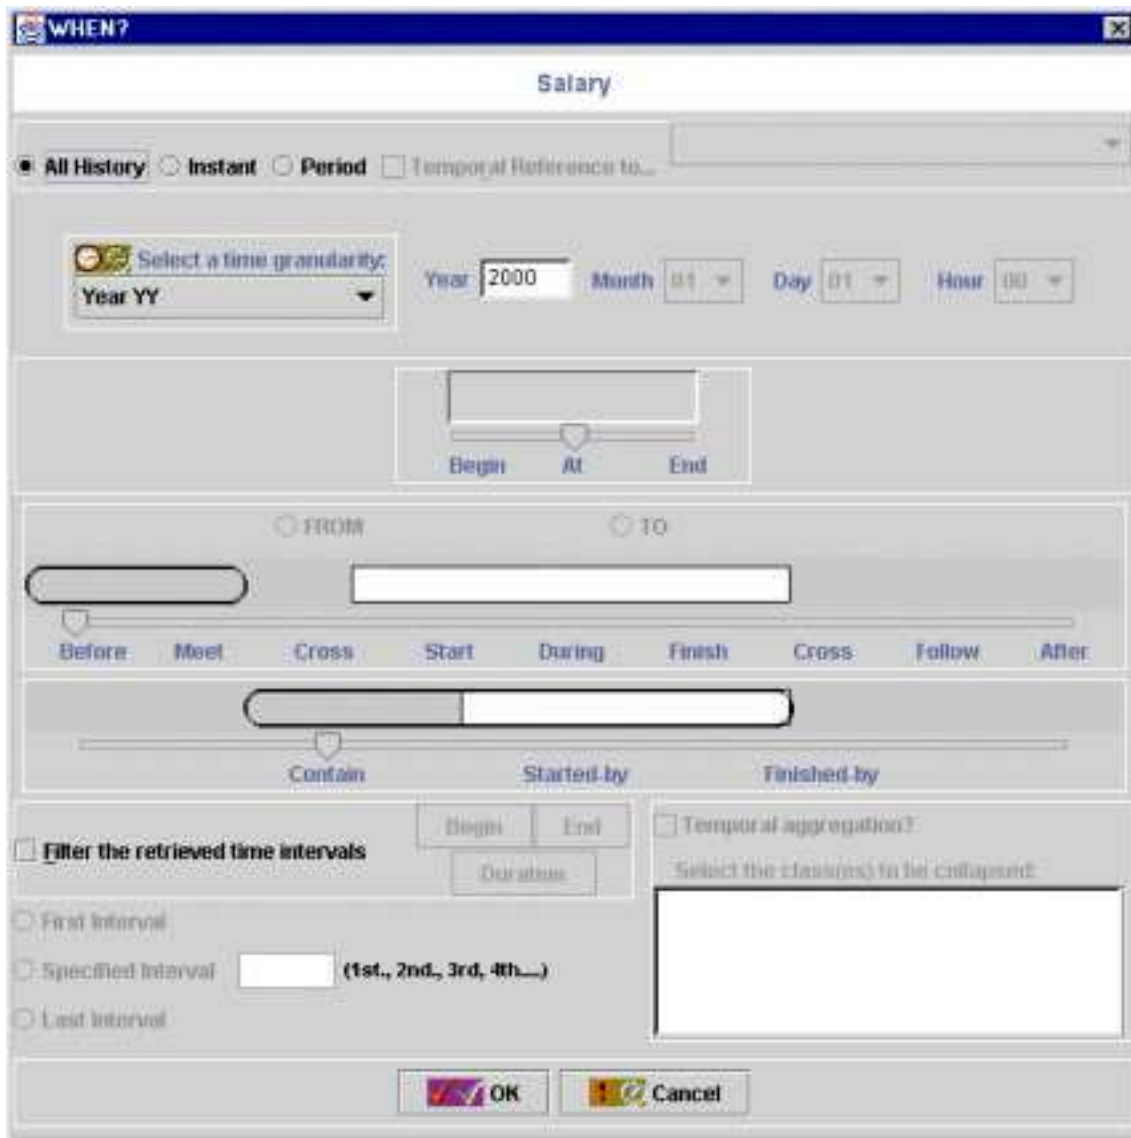 WHEN?
Salary
All History Instant Period Temporal Reference to...
Select a time granularity:
Year YY
Year 2000 Month 01 Day 01 Hour 00
Begin At End
FROM TO
Before Meet Cross Start During Finish Cross Follow After
Contain Started-by Finished-by
Filter the retrieved time intervals
Begin End
Duration
Temporal aggregation?
Select the class(es) to be collapsed:
First Interval
Specified Interval (1st., 2nd., 3rd, 4th....)
Last Interval
OK Cancel